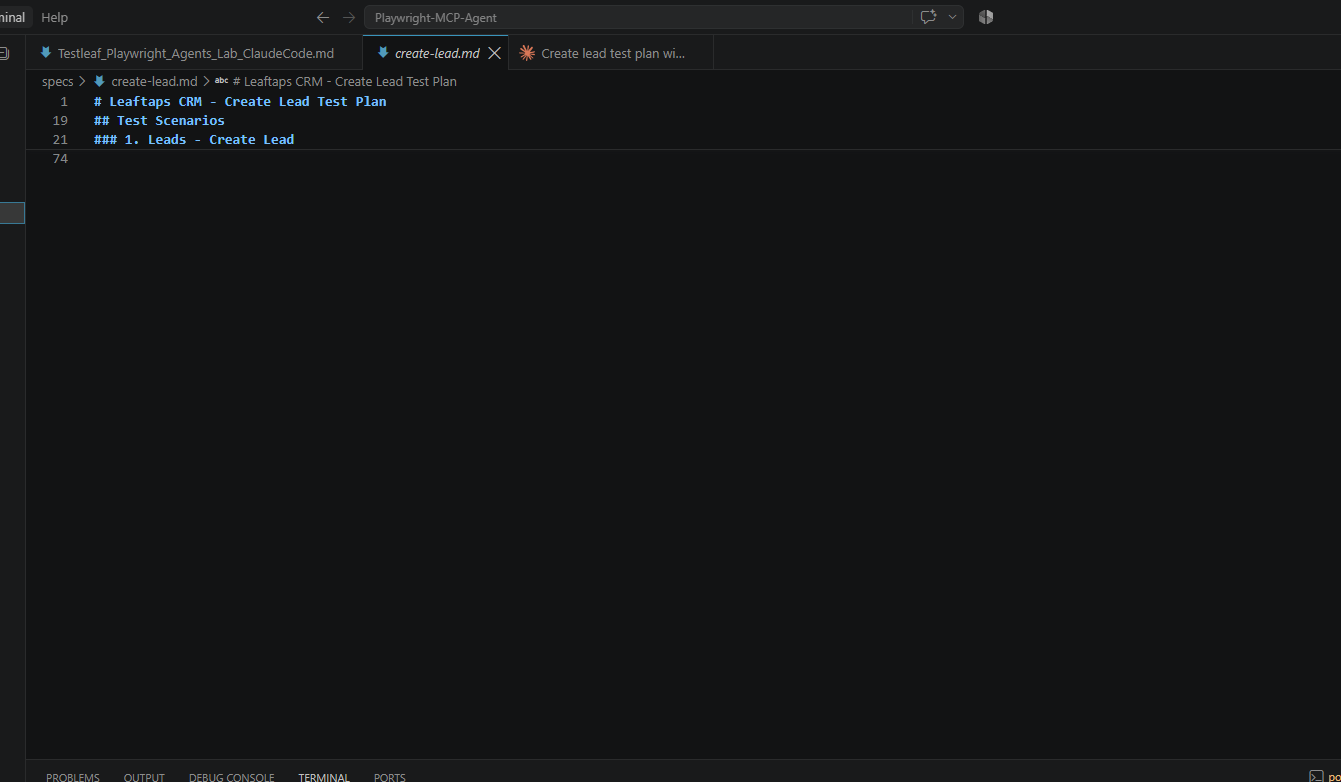 minal Help Playwright-MCP-Agent
Testleaf_Playwright_Agents_Lab_ClaudeCode.md create-lead.md Create lead test plan wi...
specs > create-lead.md > abc # Leaftaps CRM - Create Lead Test Plan
1 # Leaftaps CRM - Create Lead Test Plan
19 ## Test Scenarios
21 ### 1. Leads - Create Lead
74
PROBLEMS OUTPUT DEBUG CONSOLE TERMINAL PORTS po